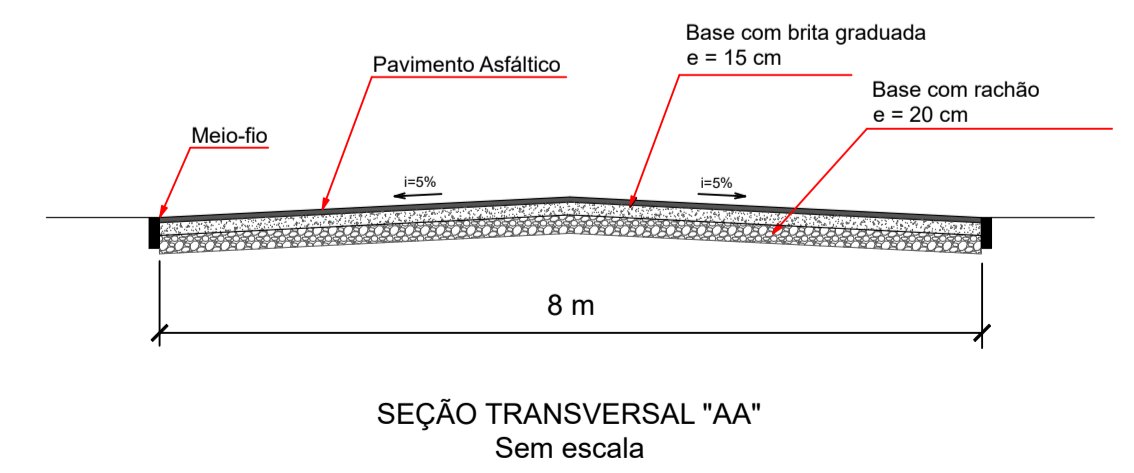 Base com brita graduada
e = 15 cm
Pavimento Asfáltico
Base com rachão
e = 20 cm
Meio-fio
i=5%
i=5%
8 m
SEÇÃO TRANSVERSAL "AA"
Sem escala